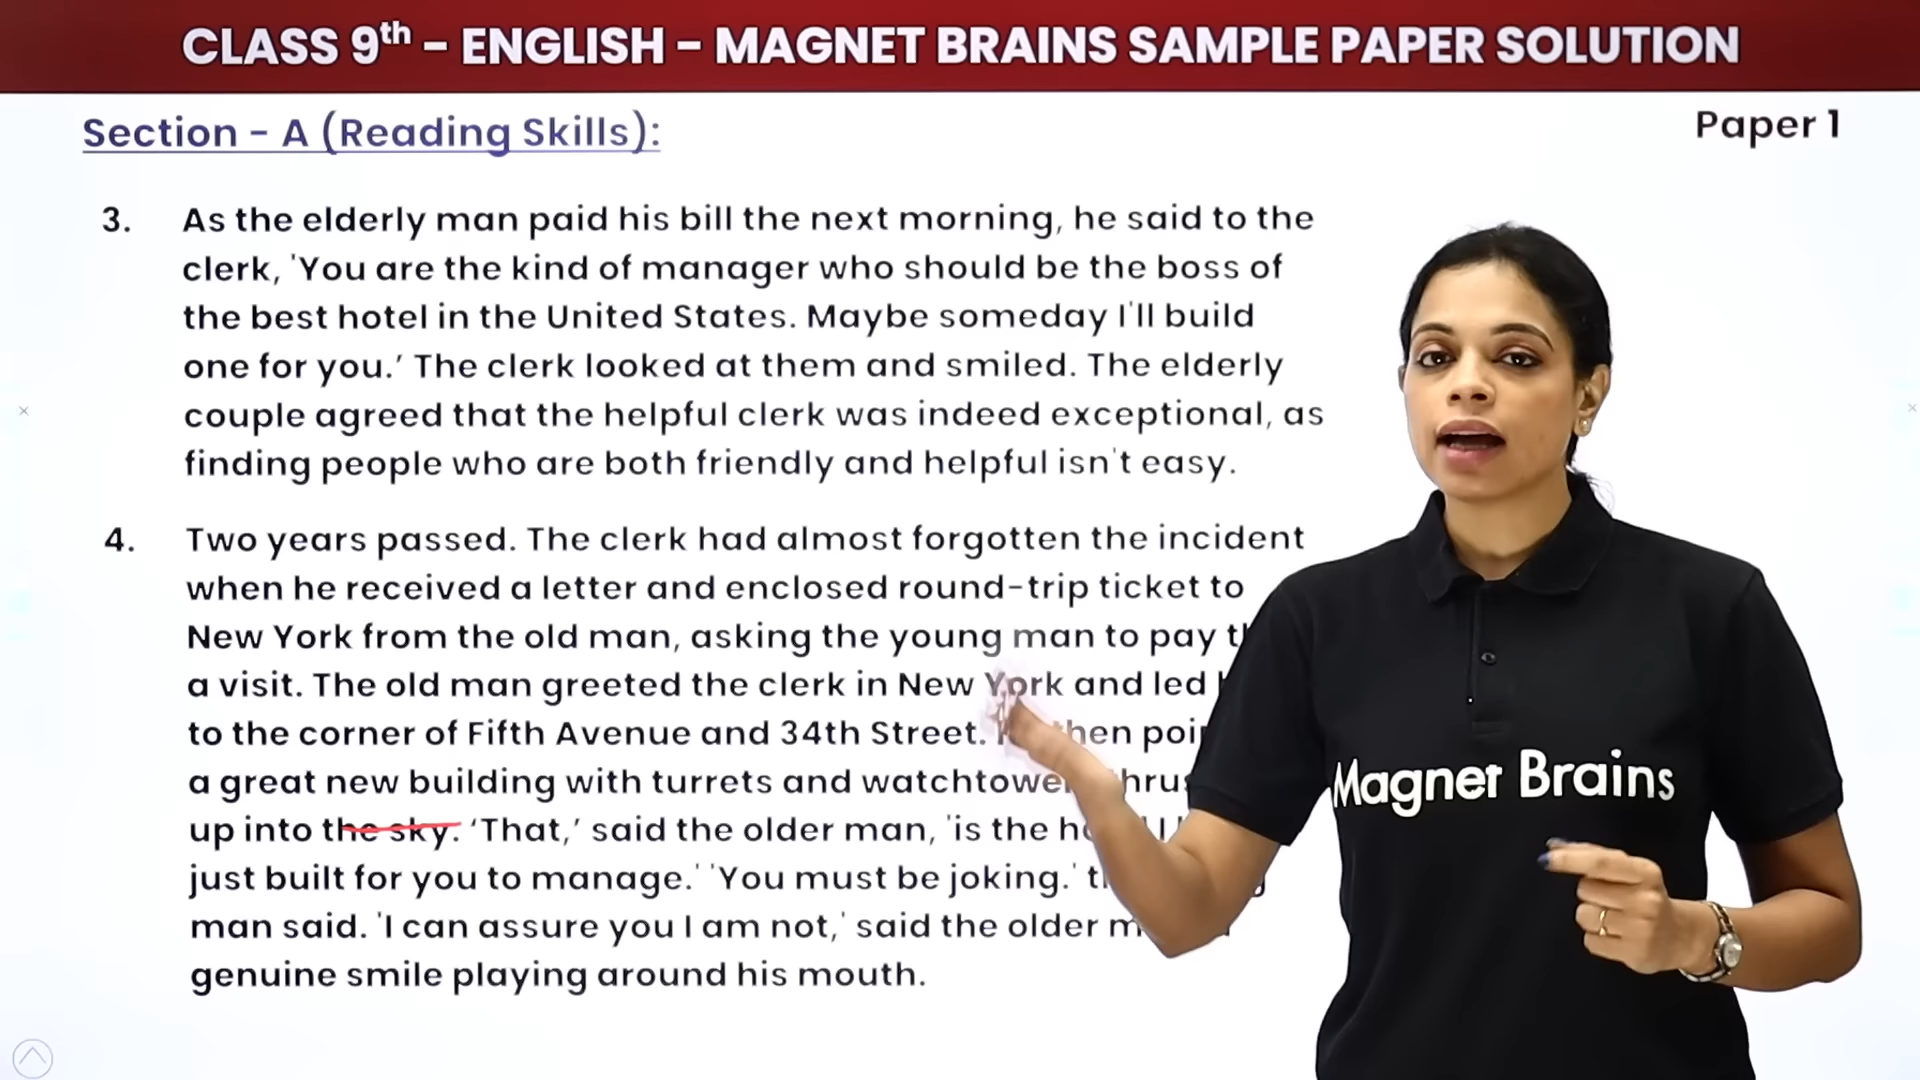 CLASS 9th – ENGLISH – MAGNET BRAINS SAMPLE PAPER SOLUTION
Section – A (Reading Skills):
Paper 1
3. As the elderly man paid his bill the next morning, he said to the
clerk, 'You are the kind of manager who should be the boss of
the best hotel in the United States. Maybe someday I'll build
one for you.’ The clerk looked at them and smiled. The elderly
couple agreed that the helpful clerk was indeed exceptional, as
finding people who are both friendly and helpful isn't easy.
4. Two years passed. The clerk had almost forgotten the incident
when he received a letter and enclosed round-trip ticket to
New York from the old man, asking the young man to pay
a visit. The old man greeted the clerk in New York and led
to the corner of Fifth Avenue and 34th Street.
a great new building with turrets and
up into the sky. ‘That,’ said the older man, 'is the
just built for you to manage.' 'You must be joking.'
man said. 'I can assure you I am not,' said the older
genuine smile playing around his mouth.
Magnet Brains